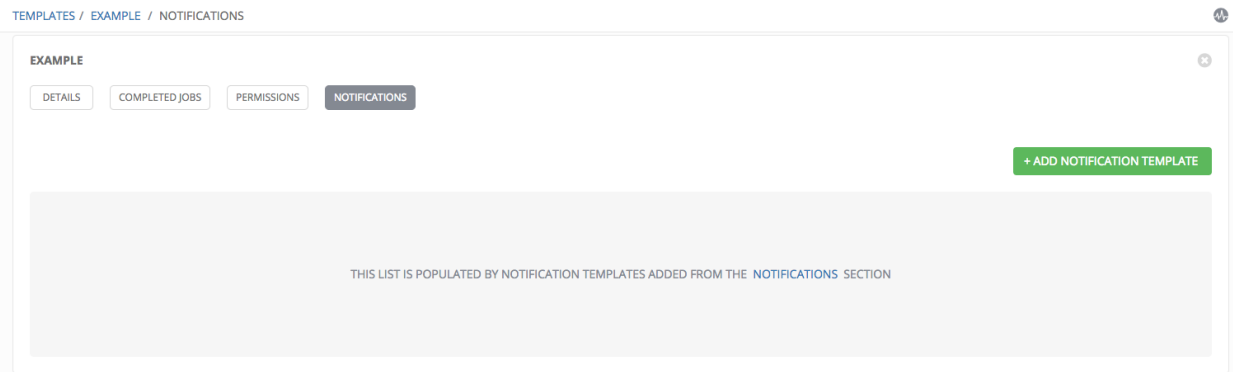 TEMPLATES / EXAMPLE / NOTIFICATIONS
EXAMPLE
DETAILS COMPLETED JOBS PERMISSIONS NOTIFICATIONS
+ ADD NOTIFICATION TEMPLATE
THIS LIST IS POPULATED BY NOTIFICATION TEMPLATES ADDED FROM THE NOTIFICATIONS SECTION